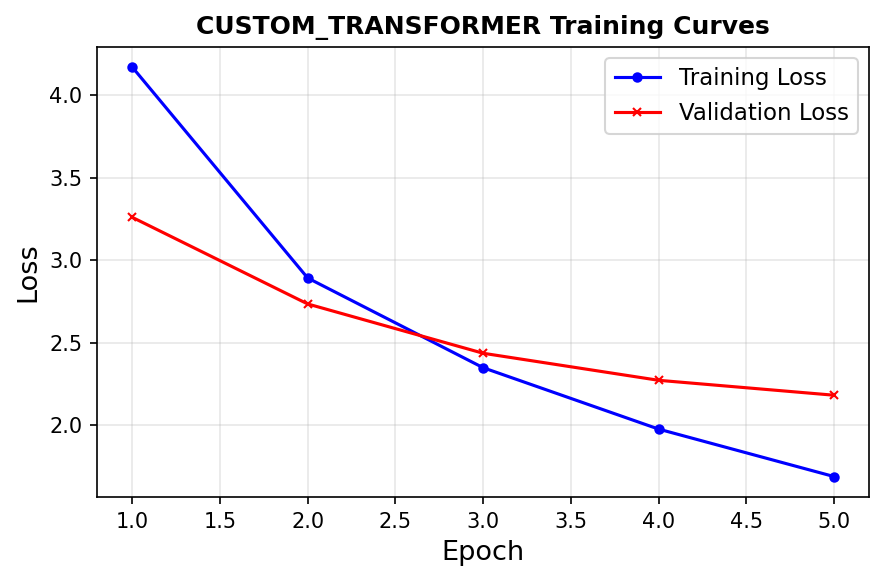 CUSTOM_TRANSFORMER Training Curves
Training Loss
Validation Loss
Loss
4.0
3.5
3.0
2.5
2.0
1.0 1.5 2.0 2.5 3.0 3.5 4.0 4.5 5.0
Epoch